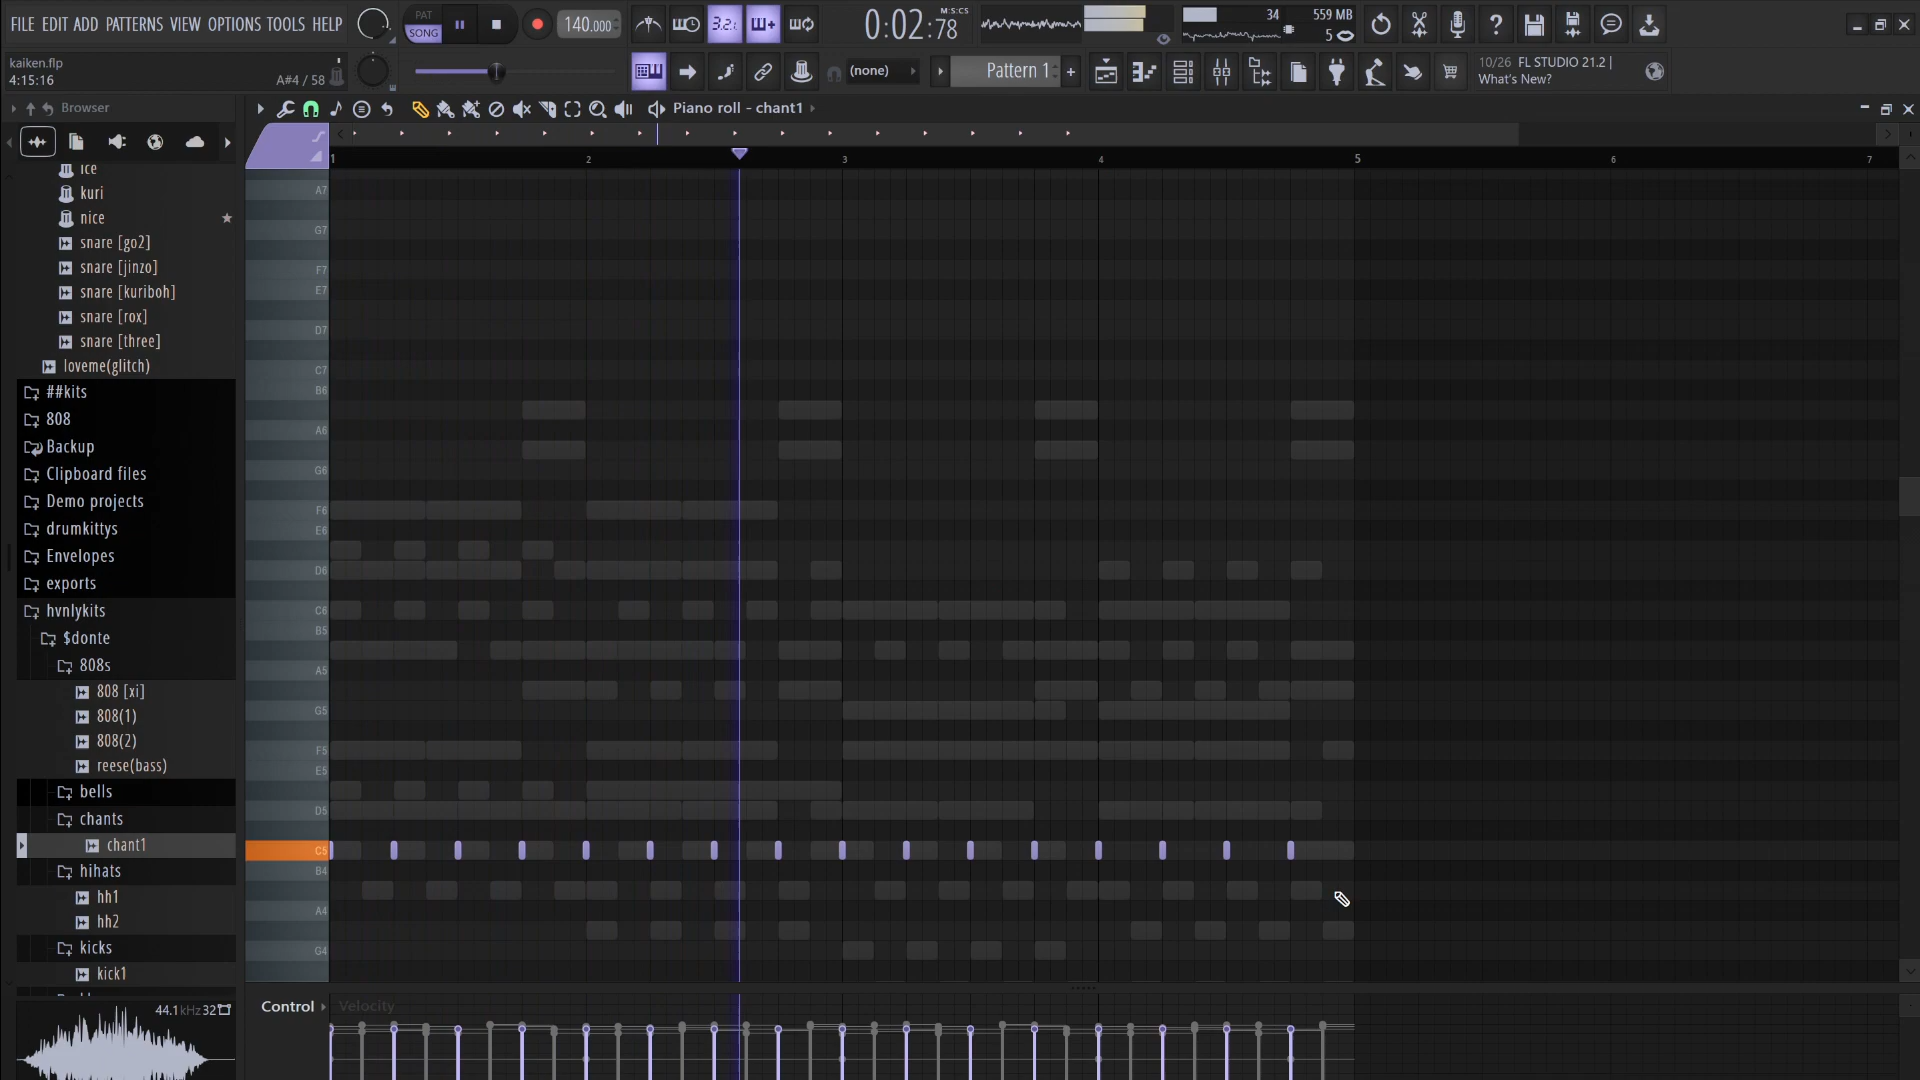 FILE EDIT ADD PATTERNS VIEW OPTIONS TOOLS HELP
PAT
SONG
140.000
3.2.
0:02:78
M:S:CS
34
559 MB
5
kaiken.flp
4:15:16
A#4 / 58
(none)
Pattern 1
10/26 FL STUDIO 21.2 |
What's New?
Browser
Piano roll - chant1
1
2
3
4
5
6
7
ice
kuri
nice
snare [go2]
snare [jinzo]
snare [kuriboh]
snare [rox]
snare [three]
loveme(glitch)
##kits
808
Backup
Clipboard files
Demo projects
drumkittys
Envelopes
exports
hvnlykits
$donte
808s
808 [xi]
808(1)
808(2)
reese(bass)
bells
chants
chant1
hihats
hh1
hh2
kicks
kick1
44.1kHz 32
A7
G7
F7
E7
D7
C7
B6
A6
G6
F6
E6
D6
C6
B5
A5
G5
F5
E5
D5
C5
B4
A4
G4
Control
Velocity